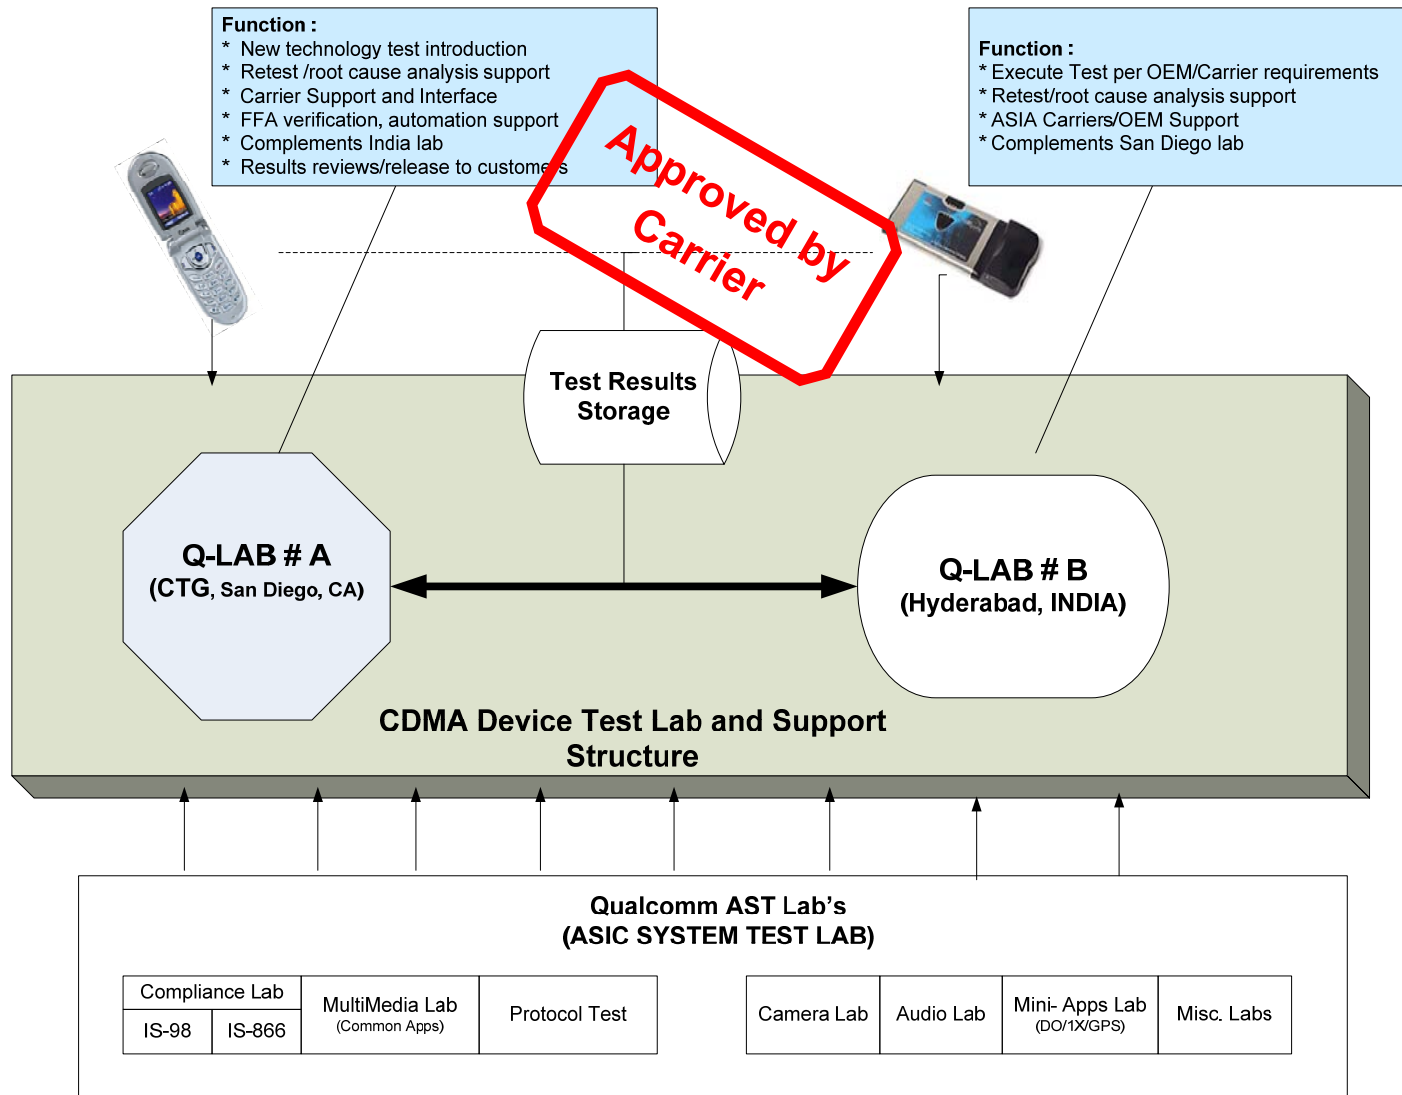 Function :
* New technology test introduction
* Retest /root cause analysis support
* Carrier Support and Interface
* FFA verification, automation support
* Complements India lab
* Results reviews/release to customers
Function :
* Execute Test per OEM/Carrier requirements
* Retest/root cause analysis support
* ASIA Carriers/OEM Support
* Complements San Diego lab
Approved by
Carrier
Test Results
Storage
Q-LAB # A
(CTG, San Diego, CA)
Q-LAB # B
(Hyderabad, INDIA)
CDMA Device Test Lab and Support
Structure
Qualcomm AST Lab's
(ASIC SYSTEM TEST LAB)
Compliance Lab
IS-98
IS-866
MultiMedia Lab
(Common Apps)
Protocol Test
Camera Lab
Audio Lab
Mini- Apps Lab
(DO/1X/GPS)
Misc. Labs